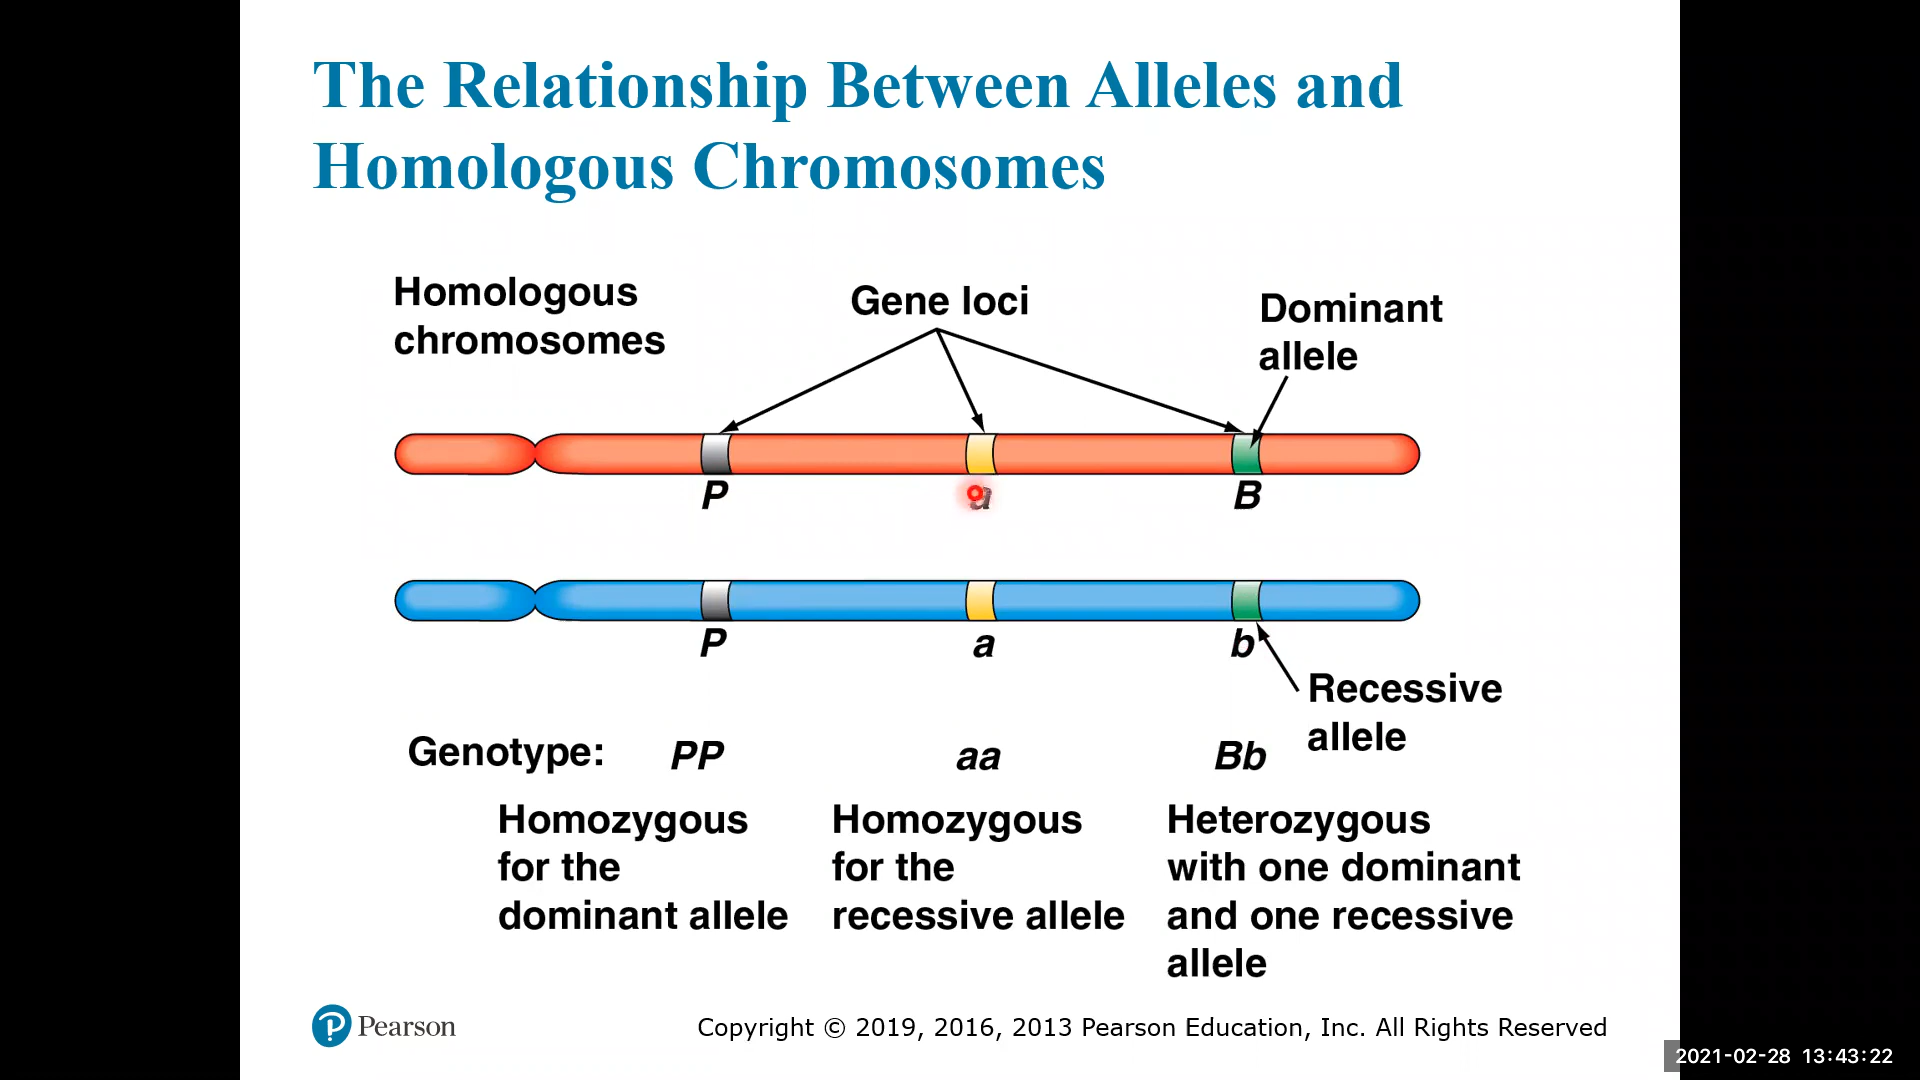 The Relationship Between Alleles and
Homologous Chromosomes
Homologous
chromosomes
Gene loci
Dominant
allele
P
a
B
P
a
b
Recessive
allele
Genotype:
PP
aa
Bb
Homozygous
for the
dominant allele
Homozygous
for the
recessive allele
Heterozygous
with one dominant
and one recessive
allele
Pearson
Copyright © 2019, 2016, 2013 Pearson Education, Inc. All Rights Reserved
2021-02-28 13:43:22